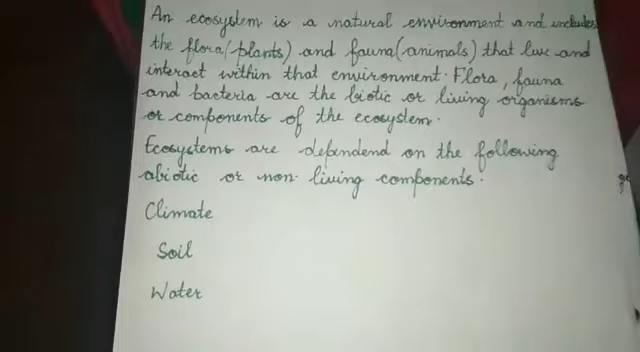 An ecosystem is a natural environment and includes
the flora(plants) and fauna(animals) that live and
interact within that environment. Flora, fauna
and bacteria are the biotic or living organisms
or components of the ecosystem.
Ecosystems are dependend on the following
abiotic or non-living components.
Climate
Soil
Water